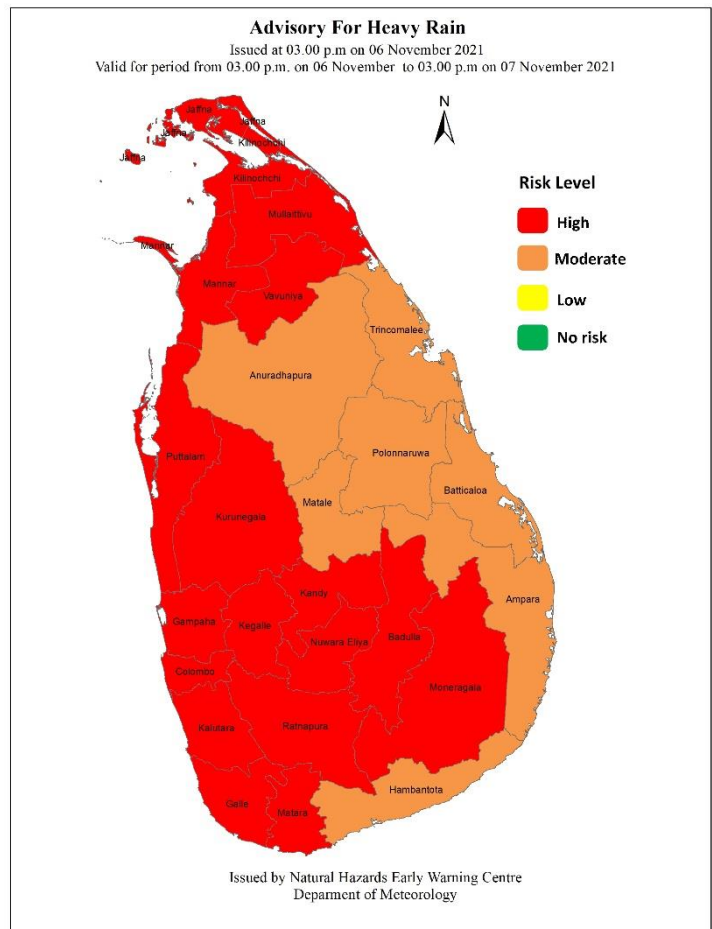 Advisory For Heavy Rain
Issued at 03.00 p.m on 06 November 2021
Valid for period from 03.00 p.m. on 06 November to 03.00 p.m on 07 November 2021
N
Jaffna
Jaffna
Jaffna
Kilinochchi
Jaffna
Kilinochchi
Mullaittivu
Mannar
Mannar
Vavuniya
Risk Level
High
Moderate
Low
No risk
Trincomalee
Anuradhapura
Polonnaruwa
Puttalam
Batticaloa
Matale
Kurunegala
Kandy
Ampara
Gampaha
Kegalle
Nuwara Eliya
Badulla
Colombo
Moneragala
Kalutara
Ratnapura
Hambantota
Galle
Matara
Issued by Natural Hazards Early Warning Centre
Deparment of Meteorology